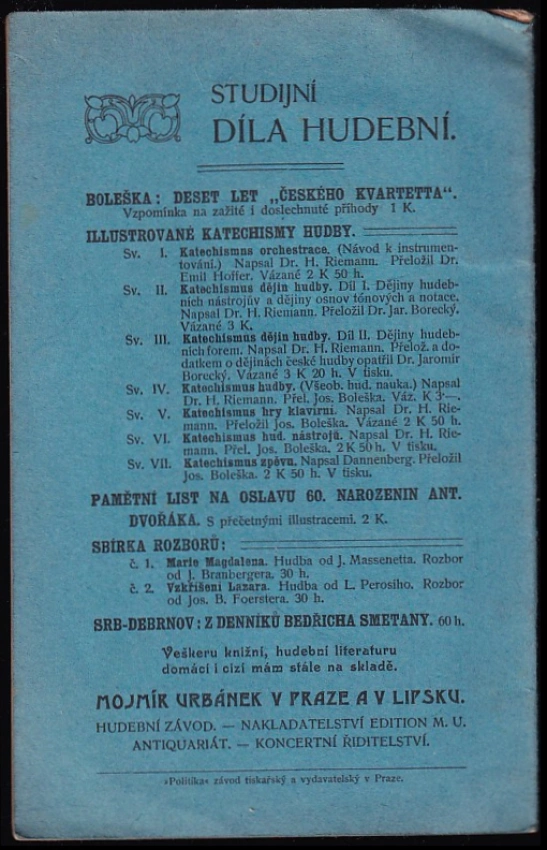 STUDIJNÍ
DÍLA HUDEBNÍ.
BOLEŠKA: DESET LET „ČESKÉHO KVARTETTA“.
Vzpomínka na zažité i doslechnuté příhody 1 K.
ILLUSTROVANÉ KATECHISMY HUDBY.
Sv. I. Katechismus orchestrace. (Návod k instrumen-
tování.) Napsal Dr. H. Riemann. Přeložil Dr.
Emil Hoffer. Vázané 2 K 50 h.
Sv. II. Katechismus dějin hudby. Díl I. Dějiny hudeb-
ních nástrojův a dějiny osnov tónových a notace.
Napsal Dr. H. Riemann. Přeložil Dr. Jar. Borecký.
Vázané 3 K.
Sv. III. Katechismus dějin hudby. Díl II. Dějiny hudeb-
ních forem. Napsal Dr. H. Riemann. Přelož. a do-
datkem o dějinách české hudby opatřil Dr. Jaromír
Borecký. Vázané 3 K 20 h. V tisku.
Sv. IV. Katechismus hudby. (Všeob. hud. nauka.) Napsal
Dr. H. Riemann. Přel. Jos. Boleška. Váz. K 3·—.
Sv. V. Katechismus hry klavírní. Napsal Dr. H. Rie-
mann. Přeložil Jos. Boleška. Vázané 2 K 50 h.
Sv. VI. Katechismus hud. nástrojů. Napsal Dr. H. Rie-
mann. Přel. Jos. Boleška. 2 K 50 h. V tisku.
Sv. VII. Katechismus zpěvu. Napsal Dannenberg. Přeložil
Jos. Boleška. 2 K 50 h. V tisku.
PAMĚTNÍ LIST NA OSLAVU 60. NAROZENIN ANT.
DVOŘÁKA. S přečetnými illustracemi. 2 K.
SBÍRKA ROZBORŮ:
č. 1. Marie Magdalena. Hudba od J. Massenetta. Rozbor
od J. Branbergera. 30 h.
č. 2. Vzkříšení Lazara. Hudba od L. Perosiho. Rozbor
od Jos. B. Foerstera. 30 h.
SRB-DEBRNOV: Z DENNÍKŮ BEDŘICHA SMETANY. 60 h.
Veškeru knižní, hudební literaturu
domácí i cizí mám stále na skladě.
MOJMÍR URBÁNEK V PRAZE A V LIPSKU.
HUDEBNÍ ZÁVOD. — NAKLADATELSTVÍ EDITION M. U.
ANTIQUARIÁT. — KONCERTNÍ ŘIDITELSTVÍ.
»Politika« závod tiskařský a vydavatelský v Praze.